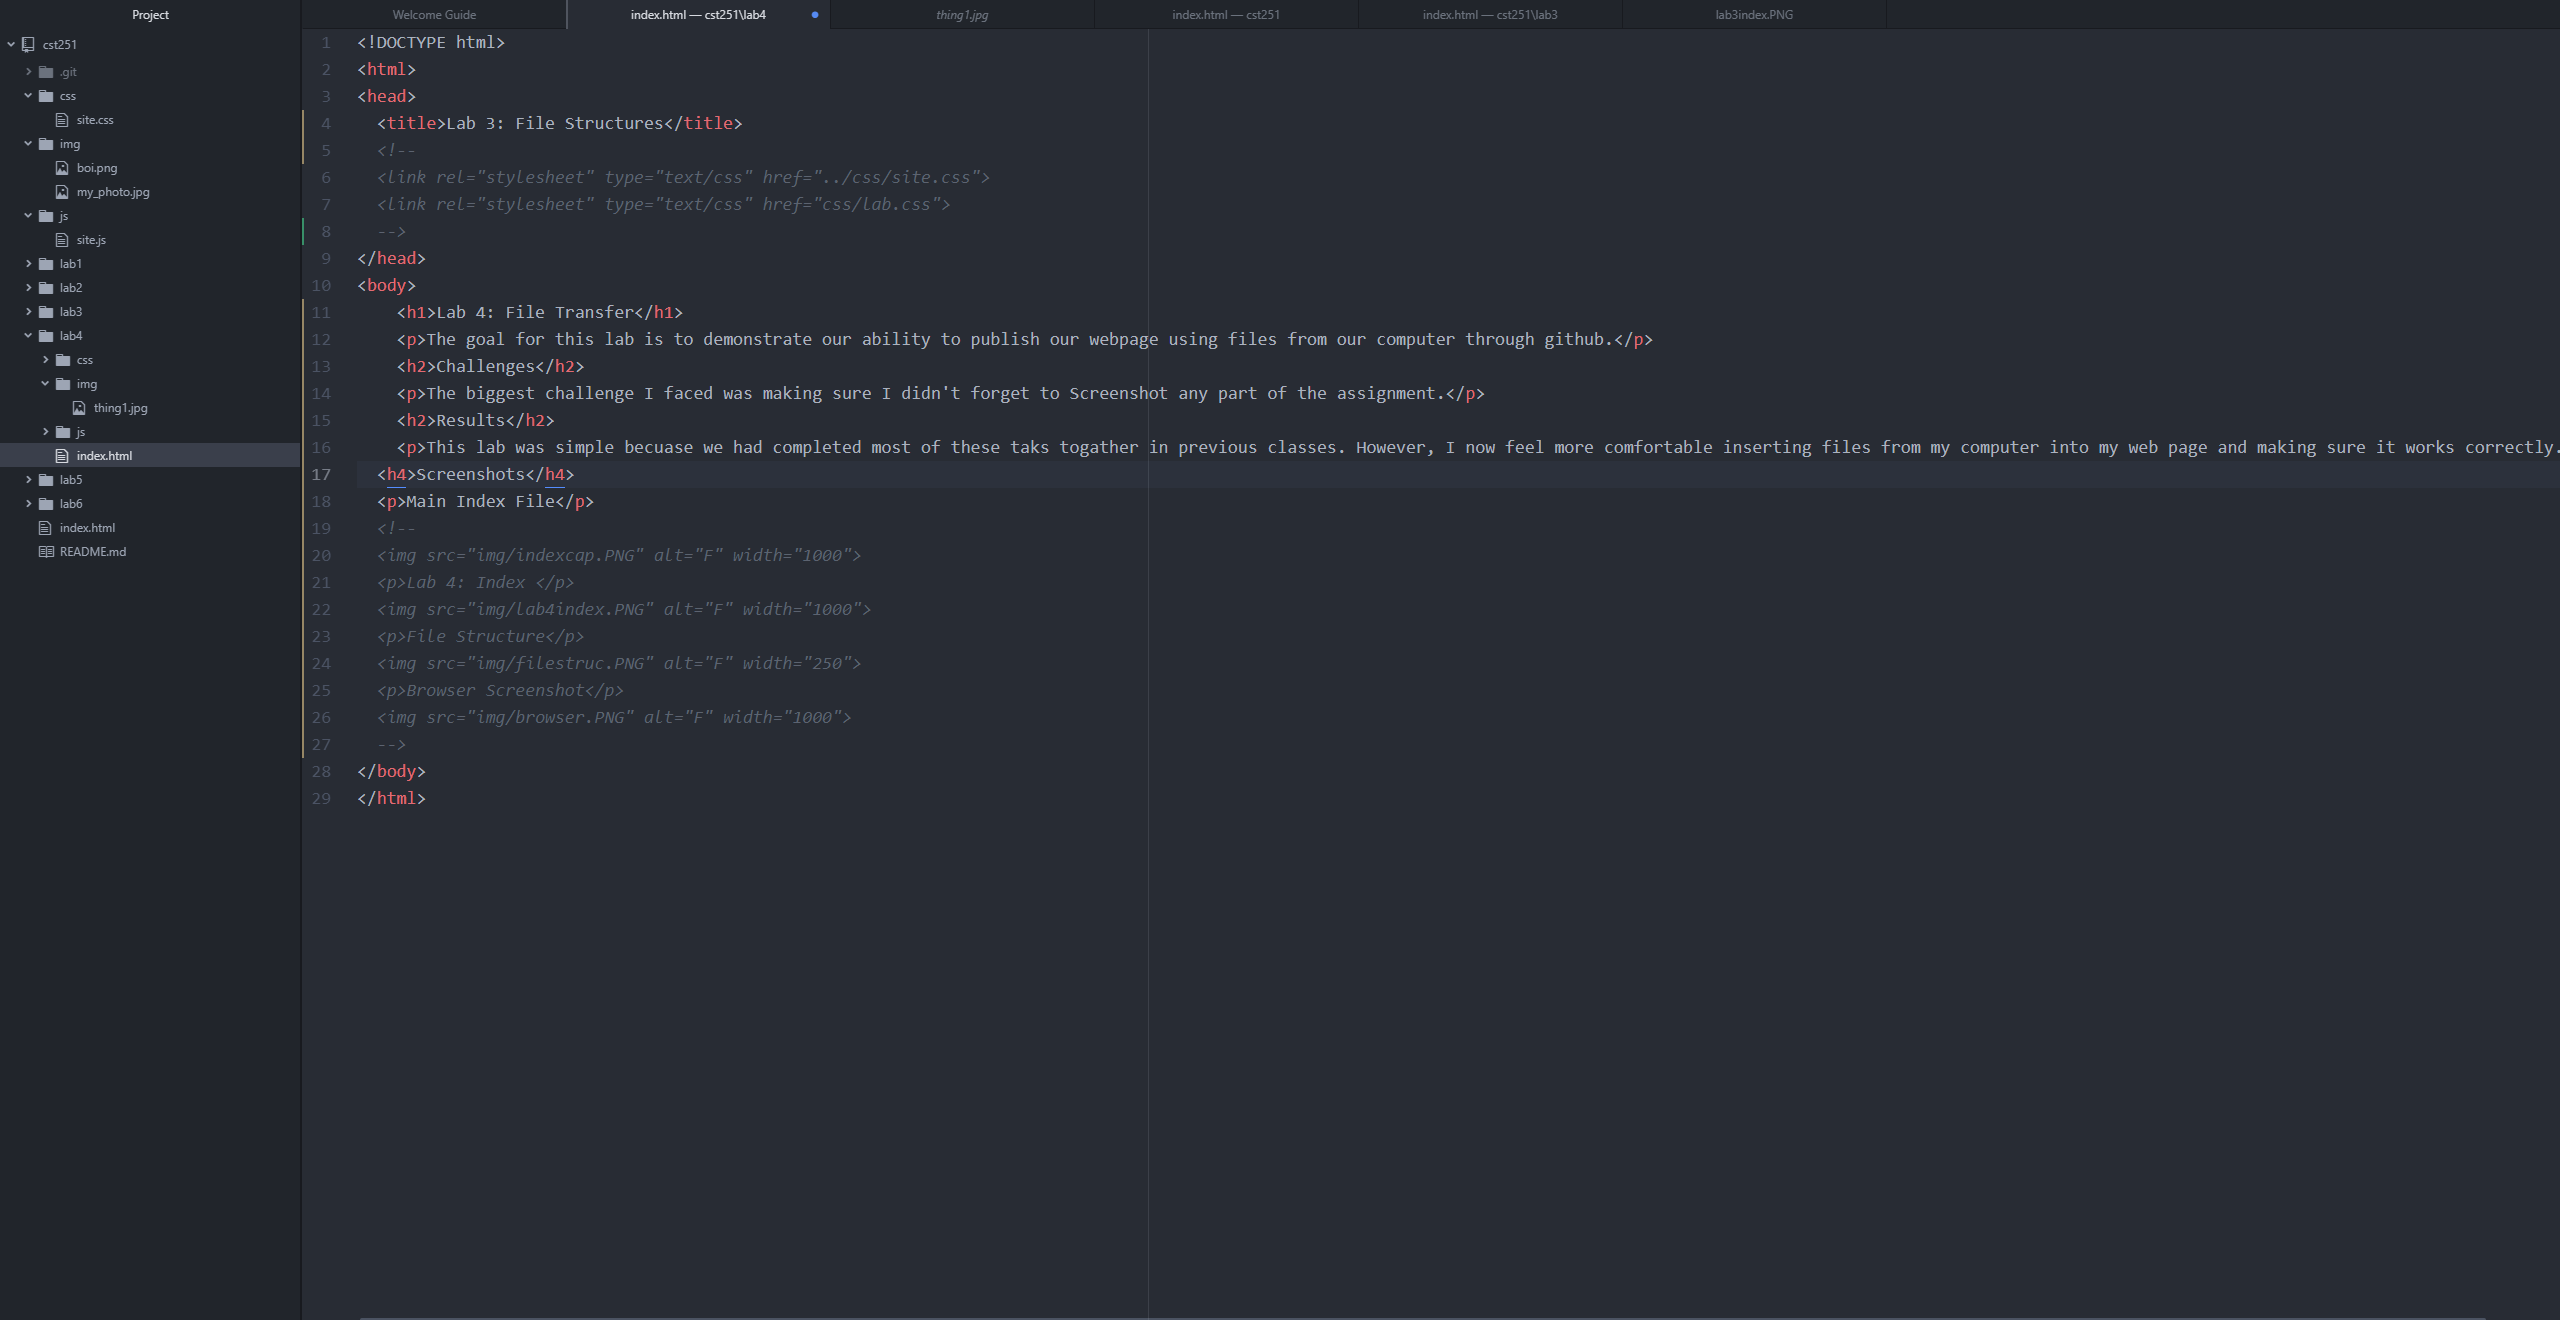 Project
cst251
.git
css
site.css
img
boi.png
my_photo.jpg
js
site.js
lab1
lab2
lab3
lab4
css
img
thing1.jpg
js
index.html
lab5
lab6
index.html
README.md
Welcome Guide
index.html — cst251\lab4
thing1.jpg
index.html — cst251
index.html — cst251\lab3
lab3index.PNG
1 <!DOCTYPE html>
2 <html>
3 <head>
4 <title>Lab 3: File Structures</title>
5 <!--
6 <link rel="stylesheet" type="text/css" href="../css/site.css">
7 <link rel="stylesheet" type="text/css" href="css/lab.css">
8 -->
9 </head>
10 <body>
11 <h1>Lab 4: File Transfer</h1>
12 <p>The goal for this lab is to demonstrate our ability to publish our webpage using files from our computer through github.</p>
13 <h2>Challenges</h2>
14 <p>The biggest challenge I faced was making sure I didn't forget to Screenshot any part of the assignment.</p>
15 <h2>Results</h2>
16 <p>This lab was simple becuase we had completed most of these taks togather in previous classes. However, I now feel more comfortable inserting files from my computer into my web page and making sure it works correctly.
17 <h4>Screenshots</h4>
18 <p>Main Index File</p>
19 <!--
20 <img src="img/indexcap.PNG" alt="F" width="1000">
21 <p>Lab 4: Index </p>
22 <img src="img/lab4index.PNG" alt="F" width="1000">
23 <p>File Structure</p>
24 <img src="img/filestruc.PNG" alt="F" width="250">
25 <p>Browser Screenshot</p>
26 <img src="img/browser.PNG" alt="F" width="1000">
27 -->
28 </body>
29 </html>